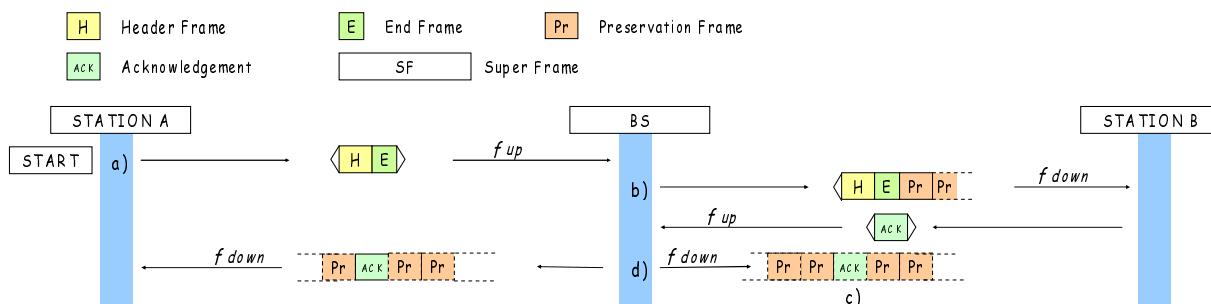 H Header Frame E End Frame Pr Preservation Frame
ACK Acknowledgement SF Super Frame
STATION A BS STATION B
START a) H E f up
b) H E Pr Pr f down
f up ACK
f down Pr ACK Pr Pr d) f down Pr Pr ACK Pr Pr
c)